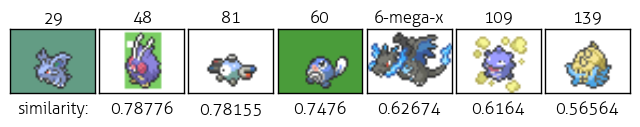 29 48 81 60 6-mega-x 109 139
similarity: 0.78776 0.78155 0.7476 0.62674 0.6164 0.56564